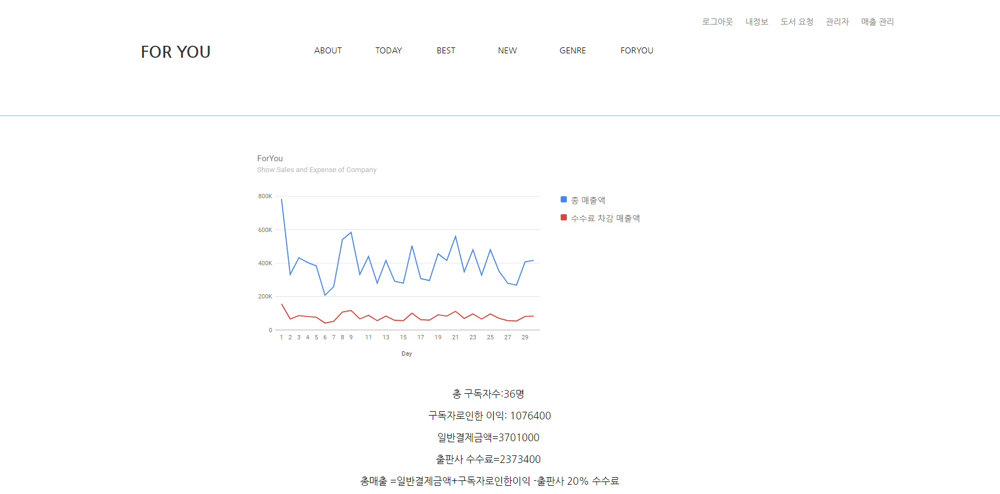 로그아웃 내정보 도서 요청 관리자 매출 관리
FOR YOU ABOUT TODAY BEST NEW GENRE FORYOU
ForYou
Show Sales and Expense of Company
800K
600K
400K
200K
0
1 2 3 4 5 6 7 8 9 11 13 15 17 19 21 23 25 27 29
Day
총 매출액
수수료 차감 매출액
총 구독자수:36명
구독자로인한 이익: 1076400
일반결제금액=3701000
출판사 수수료=2373400
총매출 =일반결제금액+구독자로인한이익 -출판사 20% 수수료